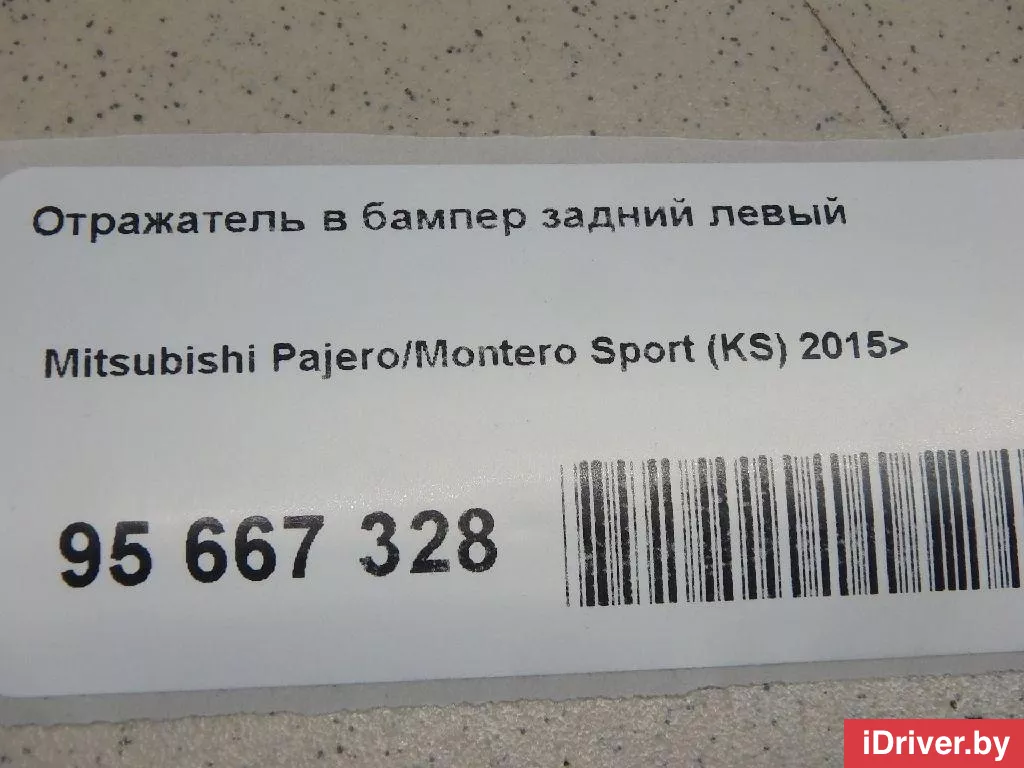 Отражатель в бампер задний левый
Mitsubishi Pajero/Montero Sport (KS) 2015>
95 667 328
iDriver.by